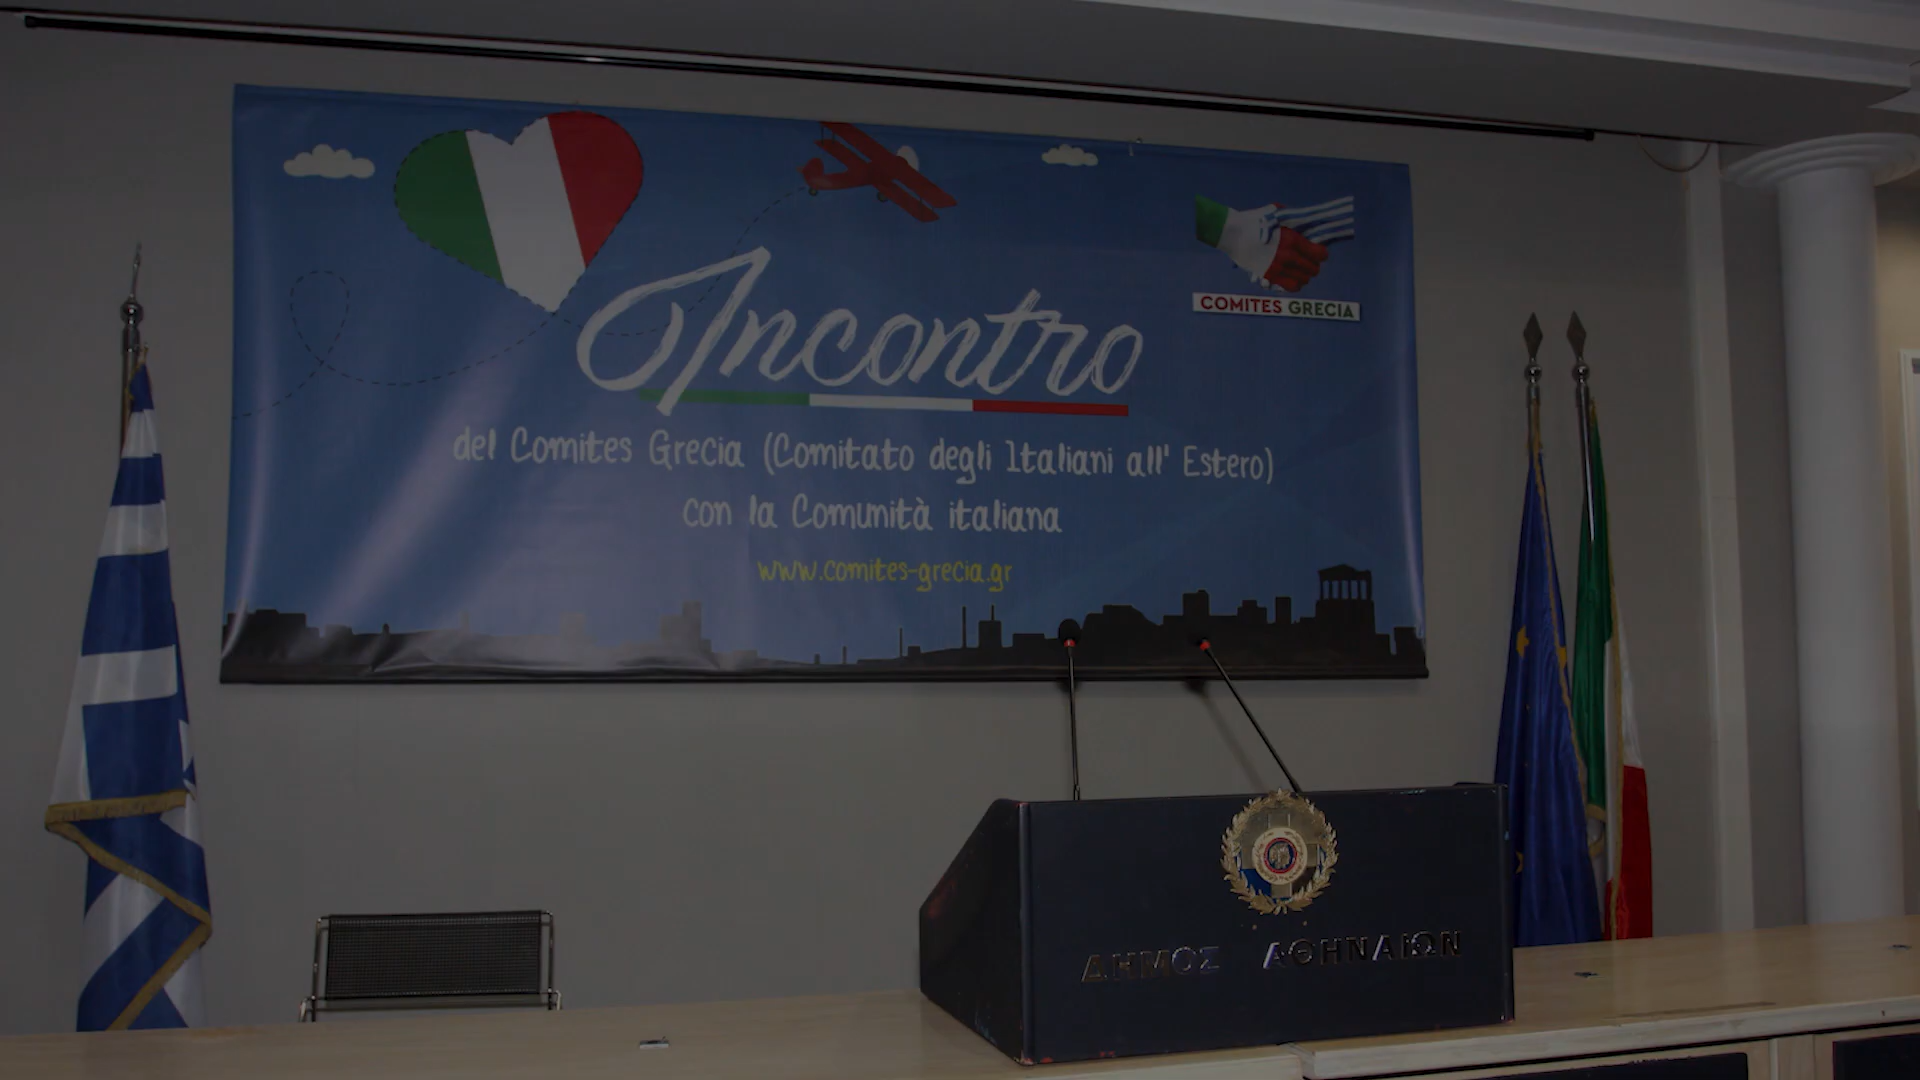 COMITES GRECIA
Incontro
del Comites Grecia (Comitato degli Italiani all' Estero)
con la Comunità italiana
www.comites-grecia.gr
ΔΗΜΟΣ ΑΘΗΝΑΙΩΝ